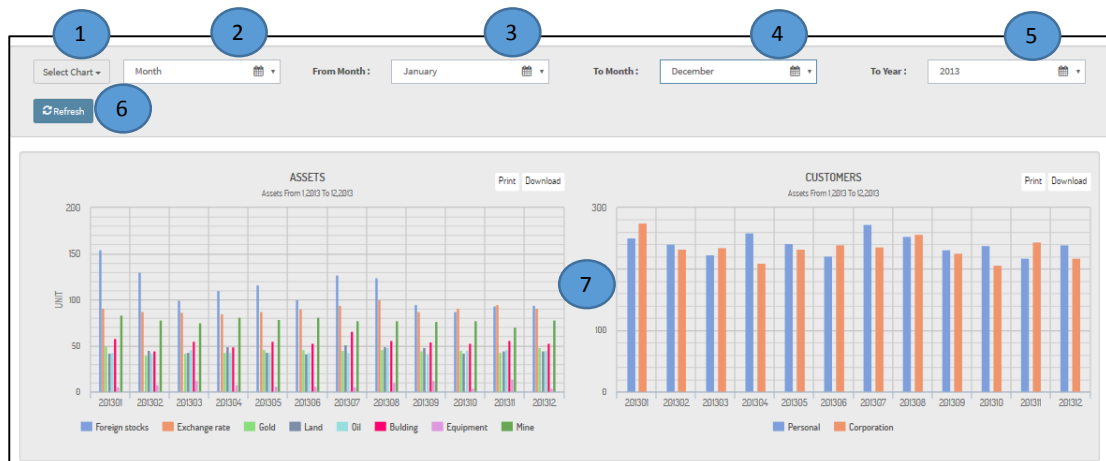 1 2 3 4 5
Select Chart Month From Month : January To Month : December To Year : 2013
Refresh 6
ASSETS
Assets From 1,2013 To 12,2013
Print Download
CUSTOMERS
Assets From 1,2013 To 12,2013
Print Download
200
150
100
50
0
UNIT
201301 201302 201303 201304 201305 201306 201307 201308 201309 201310 201311 201312
Foreign stocks Exchange rate Gold Land Oil Bulding Equipment Mine
7
300
100
0
201301 201302 201303 201304 201305 201306 201307 201308 201309 201310 201311 201312
Personal Corporation